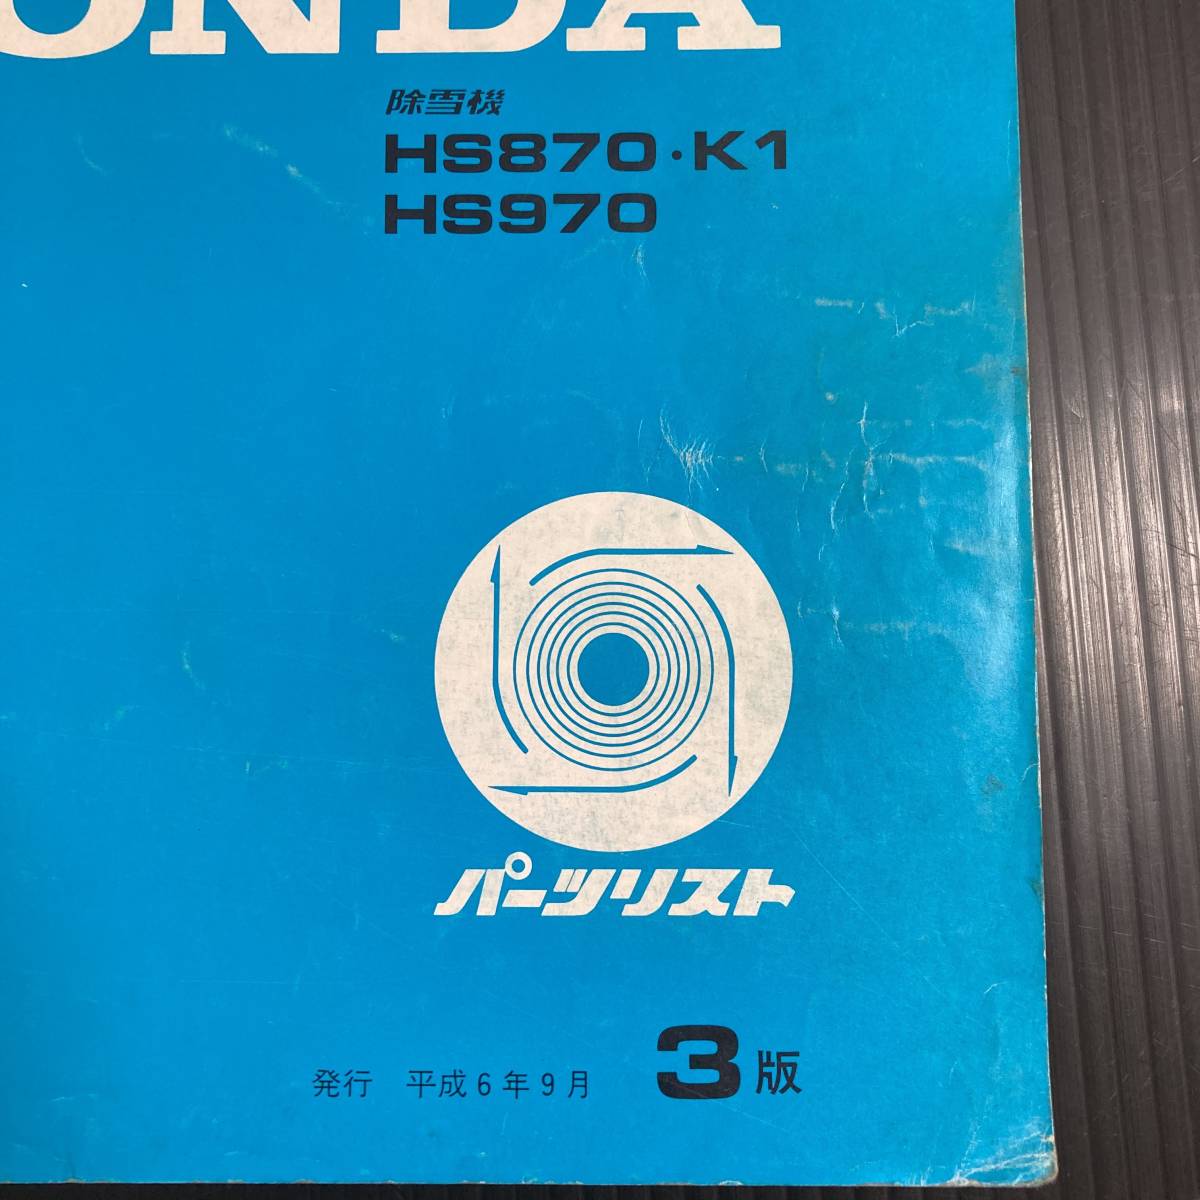 ONDA
除雪機
HS870・K1
HS970
パーツリスト
発行 平成6年9月 3版